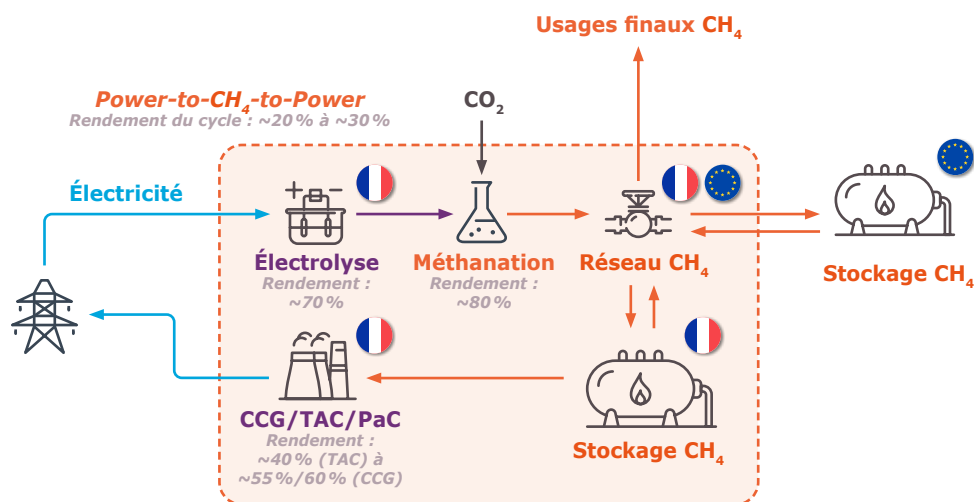 Usages finaux CH₄
Power-to-CH₄-to-Power
Rendement du cycle : ~20 % à ~30 %
CO₂
Électricité
Électrolyse
Rendement :
~70 %
Méthanation
Rendement :
~80 %
Réseau CH₄
Stockage CH₄
CCG/TAC/PaC
Rendement :
~40 % (TAC) à
~55 %/60 % (CCG)
Stockage CH₄